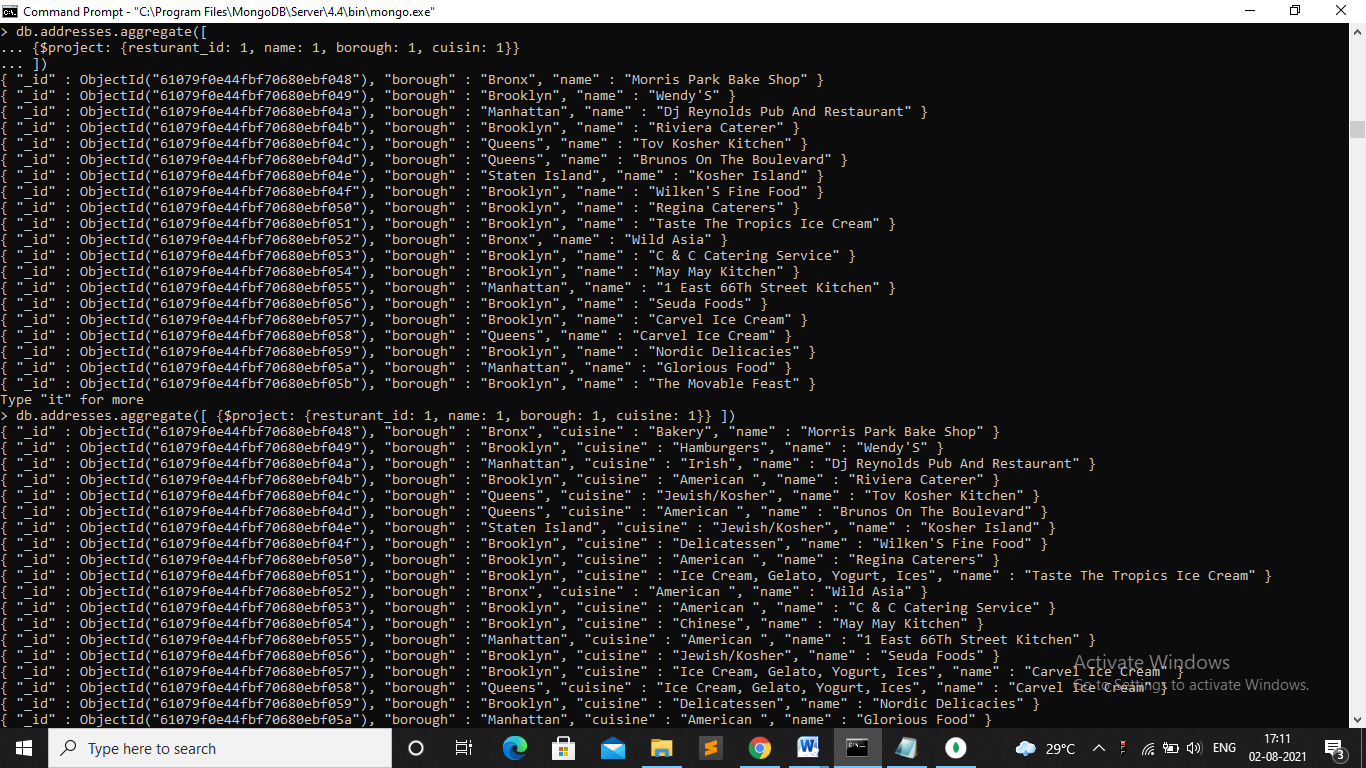 Command Prompt - "C:\Program Files\MongoDB\Server\4.4\bin\mongo.exe"
> db.addresses.aggregate([
... {$project: {resturant_id: 1, name: 1, borough: 1, cuisin: 1}}
... ])
{ "_id" : ObjectId("61079f0e44fbf70680ebf048"), "borough" : "Bronx", "name" : "Morris Park Bake Shop" }
{ "_id" : ObjectId("61079f0e44fbf70680ebf049"), "borough" : "Brooklyn", "name" : "Wendy'S" }
{ "_id" : ObjectId("61079f0e44fbf70680ebf04a"), "borough" : "Manhattan", "name" : "Dj Reynolds Pub And Restaurant" }
{ "_id" : ObjectId("61079f0e44fbf70680ebf04b"), "borough" : "Brooklyn", "name" : "Riviera Caterer" }
{ "_id" : ObjectId("61079f0e44fbf70680ebf04c"), "borough" : "Queens", "name" : "Tov Kosher Kitchen" }
{ "_id" : ObjectId("61079f0e44fbf70680ebf04d"), "borough" : "Queens", "name" : "Brunos On The Boulevard" }
{ "_id" : ObjectId("61079f0e44fbf70680ebf04e"), "borough" : "Staten Island", "name" : "Kosher Island" }
{ "_id" : ObjectId("61079f0e44fbf70680ebf04f"), "borough" : "Brooklyn", "name" : "Wilken'S Fine Food" }
{ "_id" : ObjectId("61079f0e44fbf70680ebf050"), "borough" : "Brooklyn", "name" : "Regina Caterers" }
{ "_id" : ObjectId("61079f0e44fbf70680ebf051"), "borough" : "Brooklyn", "name" : "Taste The Tropics Ice Cream" }
{ "_id" : ObjectId("61079f0e44fbf70680ebf052"), "borough" : "Bronx", "name" : "Wild Asia" }
{ "_id" : ObjectId("61079f0e44fbf70680ebf053"), "borough" : "Brooklyn", "name" : "C & C Catering Service" }
{ "_id" : ObjectId("61079f0e44fbf70680ebf054"), "borough" : "Brooklyn", "name" : "May May Kitchen" }
{ "_id" : ObjectId("61079f0e44fbf70680ebf055"), "borough" : "Manhattan", "name" : "1 East 66Th Street Kitchen" }
{ "_id" : ObjectId("61079f0e44fbf70680ebf056"), "borough" : "Brooklyn", "name" : "Seuda Foods" }
{ "_id" : ObjectId("61079f0e44fbf70680ebf057"), "borough" : "Brooklyn", "name" : "Carvel Ice Cream" }
{ "_id" : ObjectId("61079f0e44fbf70680ebf058"), "borough" : "Queens", "name" : "Carvel Ice Cream" }
{ "_id" : ObjectId("61079f0e44fbf70680ebf059"), "borough" : "Brooklyn", "name" : "Nordic Delicacies" }
{ "_id" : ObjectId("61079f0e44fbf70680ebf05a"), "borough" : "Manhattan", "name" : "Glorious Food" }
{ "_id" : ObjectId("61079f0e44fbf70680ebf05b"), "borough" : "Brooklyn", "name" : "The Movable Feast" }
Type "it" for more
> db.addresses.aggregate([ {$project: {resturant_id: 1, name: 1, borough: 1, cuisine: 1}} ])
{ "_id" : ObjectId("61079f0e44fbf70680ebf048"), "borough" : "Bronx", "cuisine" : "Bakery", "name" : "Morris Park Bake Shop" }
{ "_id" : ObjectId("61079f0e44fbf70680ebf049"), "borough" : "Brooklyn", "cuisine" : "Hamburgers", "name" : "Wendy'S" }
{ "_id" : ObjectId("61079f0e44fbf70680ebf04a"), "borough" : "Manhattan", "cuisine" : "Irish", "name" : "Dj Reynolds Pub And Restaurant" }
{ "_id" : ObjectId("61079f0e44fbf70680ebf04b"), "borough" : "Brooklyn", "cuisine" : "American ", "name" : "Riviera Caterer" }
{ "_id" : ObjectId("61079f0e44fbf70680ebf04c"), "borough" : "Queens", "cuisine" : "Jewish/Kosher", "name" : "Tov Kosher Kitchen" }
{ "_id" : ObjectId("61079f0e44fbf70680ebf04d"), "borough" : "Queens", "cuisine" : "American ", "name" : "Brunos On The Boulevard" }
{ "_id" : ObjectId("61079f0e44fbf70680ebf04e"), "borough" : "Staten Island", "cuisine" : "Jewish/Kosher", "name" : "Kosher Island" }
{ "_id" : ObjectId("61079f0e44fbf70680ebf04f"), "borough" : "Brooklyn", "cuisine" : "Delicatessen", "name" : "Wilken'S Fine Food" }
{ "_id" : ObjectId("61079f0e44fbf70680ebf050"), "borough" : "Brooklyn", "cuisine" : "American ", "name" : "Regina Caterers" }
{ "_id" : ObjectId("61079f0e44fbf70680ebf051"), "borough" : "Brooklyn", "cuisine" : "Ice Cream, Gelato, Yogurt, Ices", "name" : "Taste The Tropics Ice Cream" }
{ "_id" : ObjectId("61079f0e44fbf70680ebf052"), "borough" : "Bronx", "cuisine" : "American ", "name" : "Wild Asia" }
{ "_id" : ObjectId("61079f0e44fbf70680ebf053"), "borough" : "Brooklyn", "cuisine" : "American ", "name" : "C & C Catering Service" }
{ "_id" : ObjectId("61079f0e44fbf70680ebf054"), "borough" : "Brooklyn", "cuisine" : "Chinese", "name" : "May May Kitchen" }
{ "_id" : ObjectId("61079f0e44fbf70680ebf055"), "borough" : "Manhattan", "cuisine" : "American ", "name" : "1 East 66Th Street Kitchen" }
{ "_id" : ObjectId("61079f0e44fbf70680ebf056"), "borough" : "Brooklyn", "cuisine" : "Jewish/Kosher", "name" : "Seuda Foods" }
{ "_id" : ObjectId("61079f0e44fbf70680ebf057"), "borough" : "Brooklyn", "cuisine" : "Ice Cream, Gelato, Yogurt, Ices", "name" : "Carvel Ice Cream" }
{ "_id" : ObjectId("61079f0e44fbf70680ebf058"), "borough" : "Queens", "cuisine" : "Ice Cream, Gelato, Yogurt, Ices", "name" : "Carvel Ice Cream" }
{ "_id" : ObjectId("61079f0e44fbf70680ebf059"), "borough" : "Brooklyn", "cuisine" : "Delicatessen", "name" : "Nordic Delicacies" }
{ "_id" : ObjectId("61079f0e44fbf70680ebf05a"), "borough" : "Manhattan", "cuisine" : "American ", "name" : "Glorious Food" }
Activate Windows
Go to Settings to activate Windows.
Type here to search
29°C
ENG
17:11
02-08-2021
3